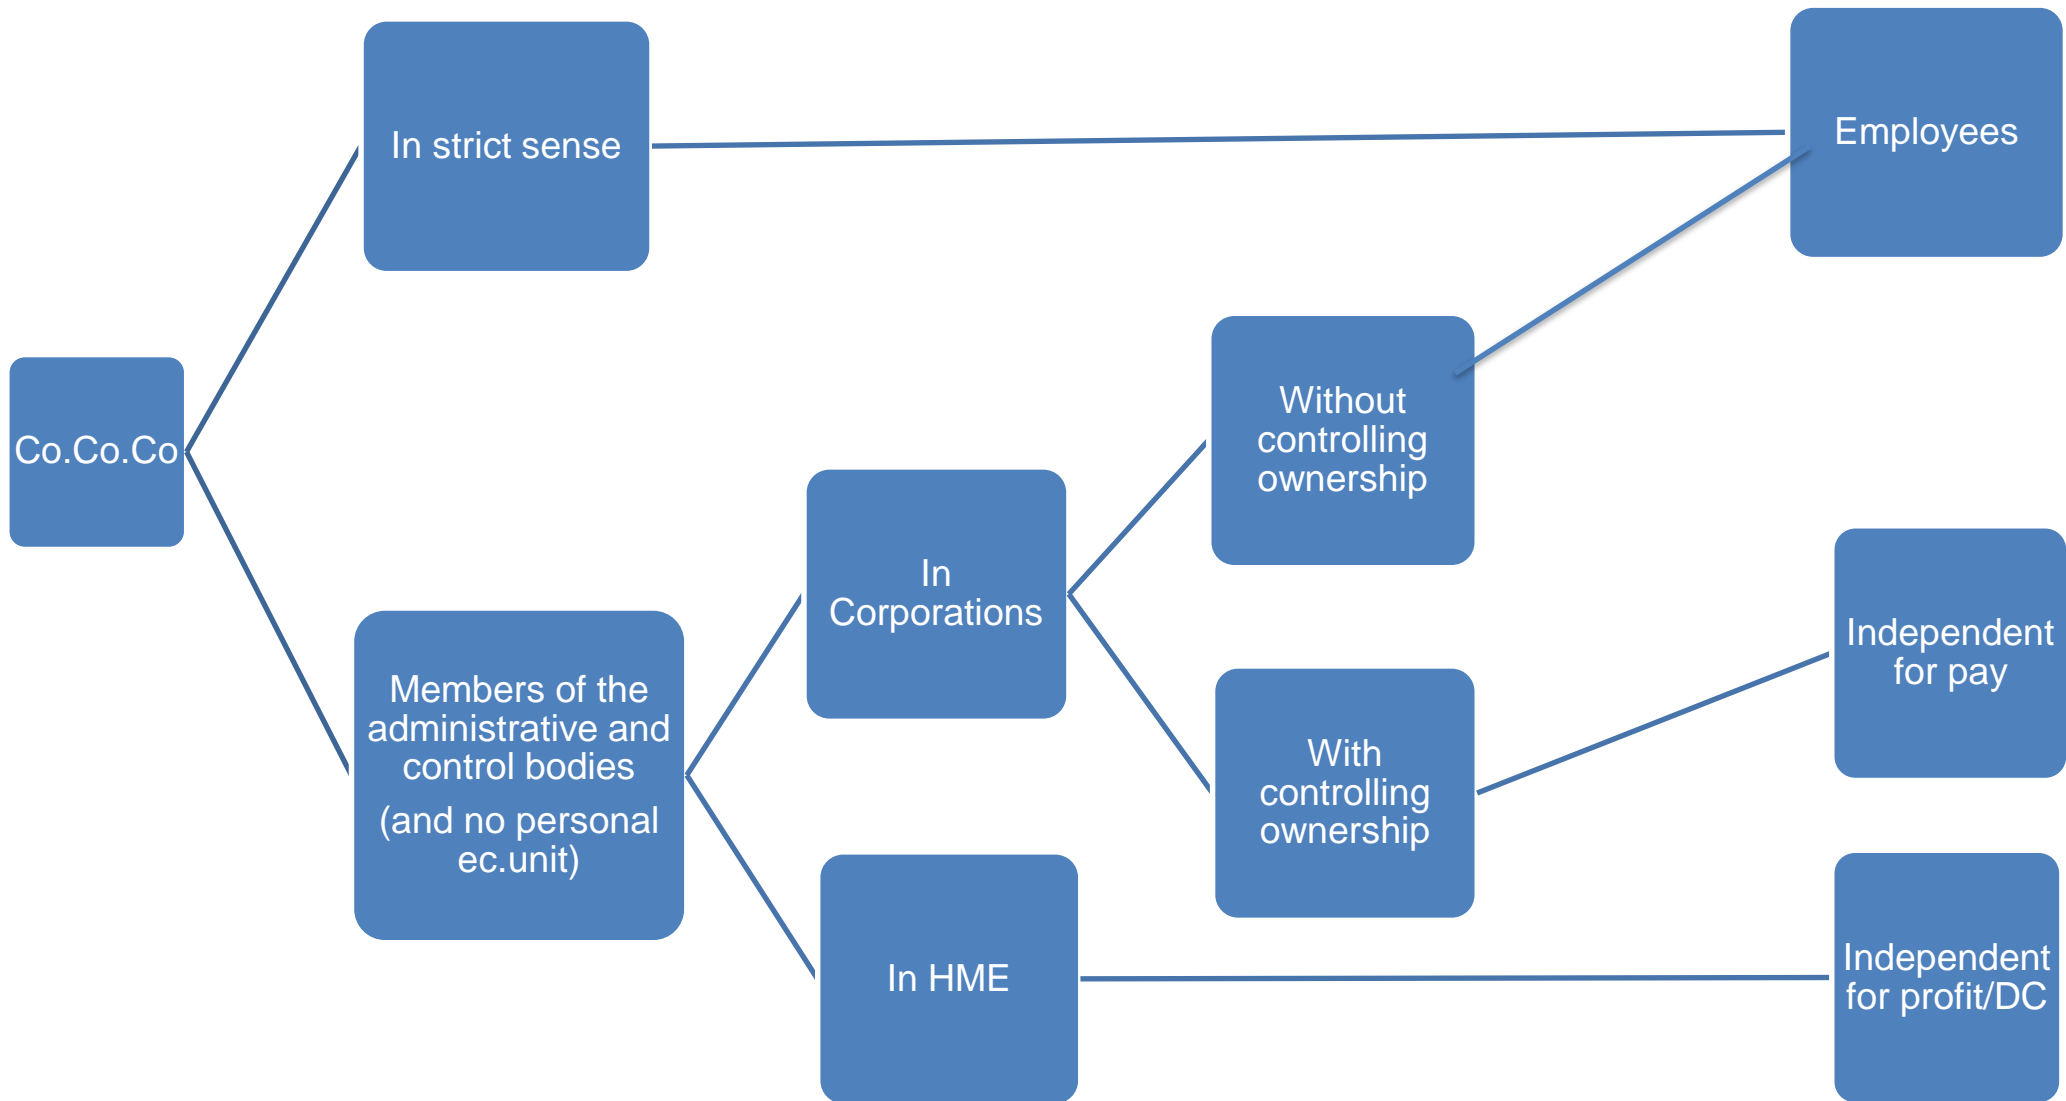 In strict sense
Employees
Co.Co.Co
Without
controlling
ownership
In
Corporations
Members of the
administrative and
control bodies
(and no personal
ec.unit)
With
controlling
ownership
Independent
for pay
In HME
Independent
for profit/DC